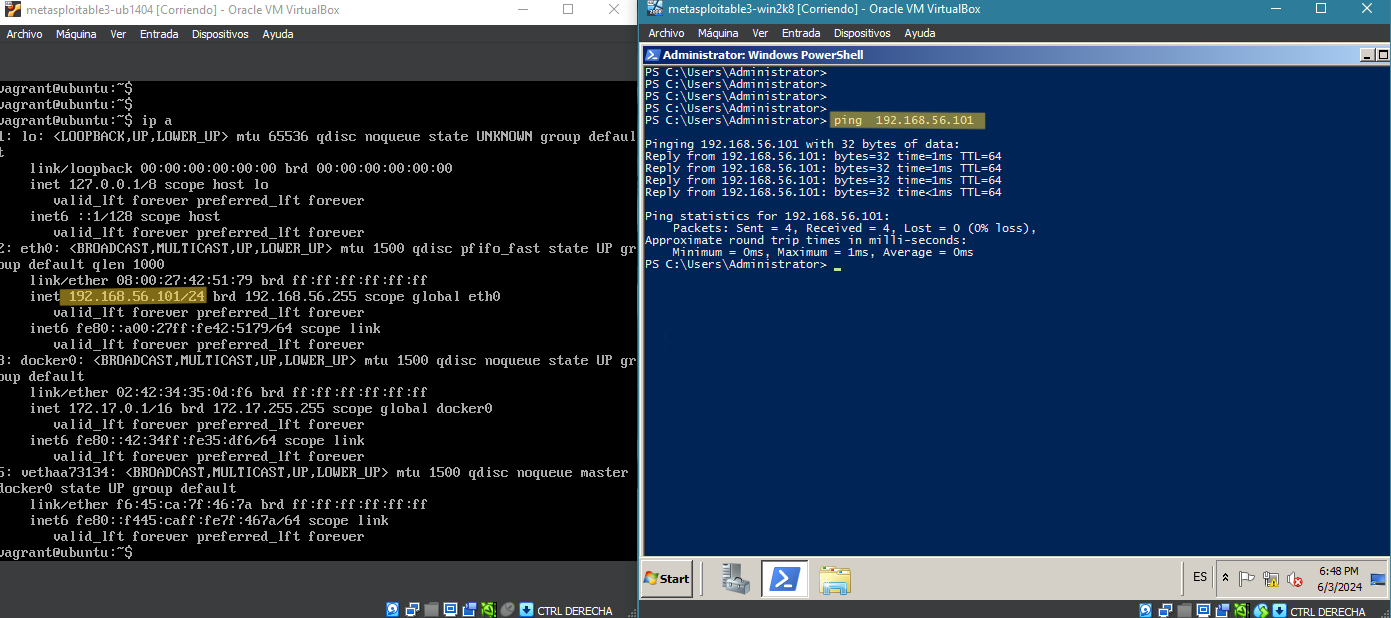 metasploitable3-ub1404 [Corriendo] - Oracle VM VirtualBox
Archivo Máquina Ver Entrada Dispositivos Ayuda
vagrant@ubuntu:~$
vagrant@ubuntu:~$
vagrant@ubuntu:~$ ip a
1: lo: <LOOPBACK,UP,LOWER_UP> mtu 65536 qdisc noqueue state UNKNOWN group defaul
t
link/loopback 00:00:00:00:00:00 brd 00:00:00:00:00:00
inet 127.0.0.1/8 scope host lo
valid_lft forever preferred_lft forever
inet6 ::1/128 scope host
valid_lft forever preferred_lft forever
2: eth0: <BROADCAST,MULTICAST,UP,LOWER_UP> mtu 1500 qdisc pfifo_fast state UP gr
oup default qlen 1000
link/ether 08:00:27:42:51:79 brd ff:ff:ff:ff:ff:ff
inet 192.168.56.101/24 brd 192.168.56.255 scope global eth0
valid_lft forever preferred_lft forever
inet6 fe80::a00:27ff:fe42:5179/64 scope link
valid_lft forever preferred_lft forever
3: docker0: <BROADCAST,MULTICAST,UP,LOWER_UP> mtu 1500 qdisc noqueue state UP gr
oup default
link/ether 02:42:34:35:0d:f6 brd ff:ff:ff:ff:ff:ff
inet 172.17.0.1/16 brd 172.17.255.255 scope global docker0
valid_lft forever preferred_lft forever
inet6 fe80::42:34ff:fe35:df6/64 scope link
valid_lft forever preferred_lft forever
5: vethaa73134: <BROADCAST,MULTICAST,UP,LOWER_UP> mtu 1500 qdisc noqueue master
docker0 state UP group default
link/ether f6:45:ca:7f:46:7a brd ff:ff:ff:ff:ff:ff
inet6 fe80::f445:caff:fe7f:467a/64 scope link
valid_lft forever preferred_lft forever
vagrant@ubuntu:~$
CTRL DERECHA
metasploitable3-win2k8 [Corriendo] - Oracle VM VirtualBox
Archivo Máquina Ver Entrada Dispositivos Ayuda
Administrator: Windows PowerShell
PS C:\Users\Administrator>
PS C:\Users\Administrator>
PS C:\Users\Administrator>
PS C:\Users\Administrator>
PS C:\Users\Administrator> ping 192.168.56.101
Pinging 192.168.56.101 with 32 bytes of data:
Reply from 192.168.56.101: bytes=32 time=1ms TTL=64
Reply from 192.168.56.101: bytes=32 time=1ms TTL=64
Reply from 192.168.56.101: bytes=32 time=1ms TTL=64
Reply from 192.168.56.101: bytes=32 time<1ms TTL=64
Ping statistics for 192.168.56.101:
Packets: Sent = 4, Received = 4, Lost = 0 (0% loss),
Approximate round trip times in milli-seconds:
Minimum = 0ms, Maximum = 1ms, Average = 0ms
PS C:\Users\Administrator>
Start
ES
6:48 PM
6/3/2024
CTRL DERECHA